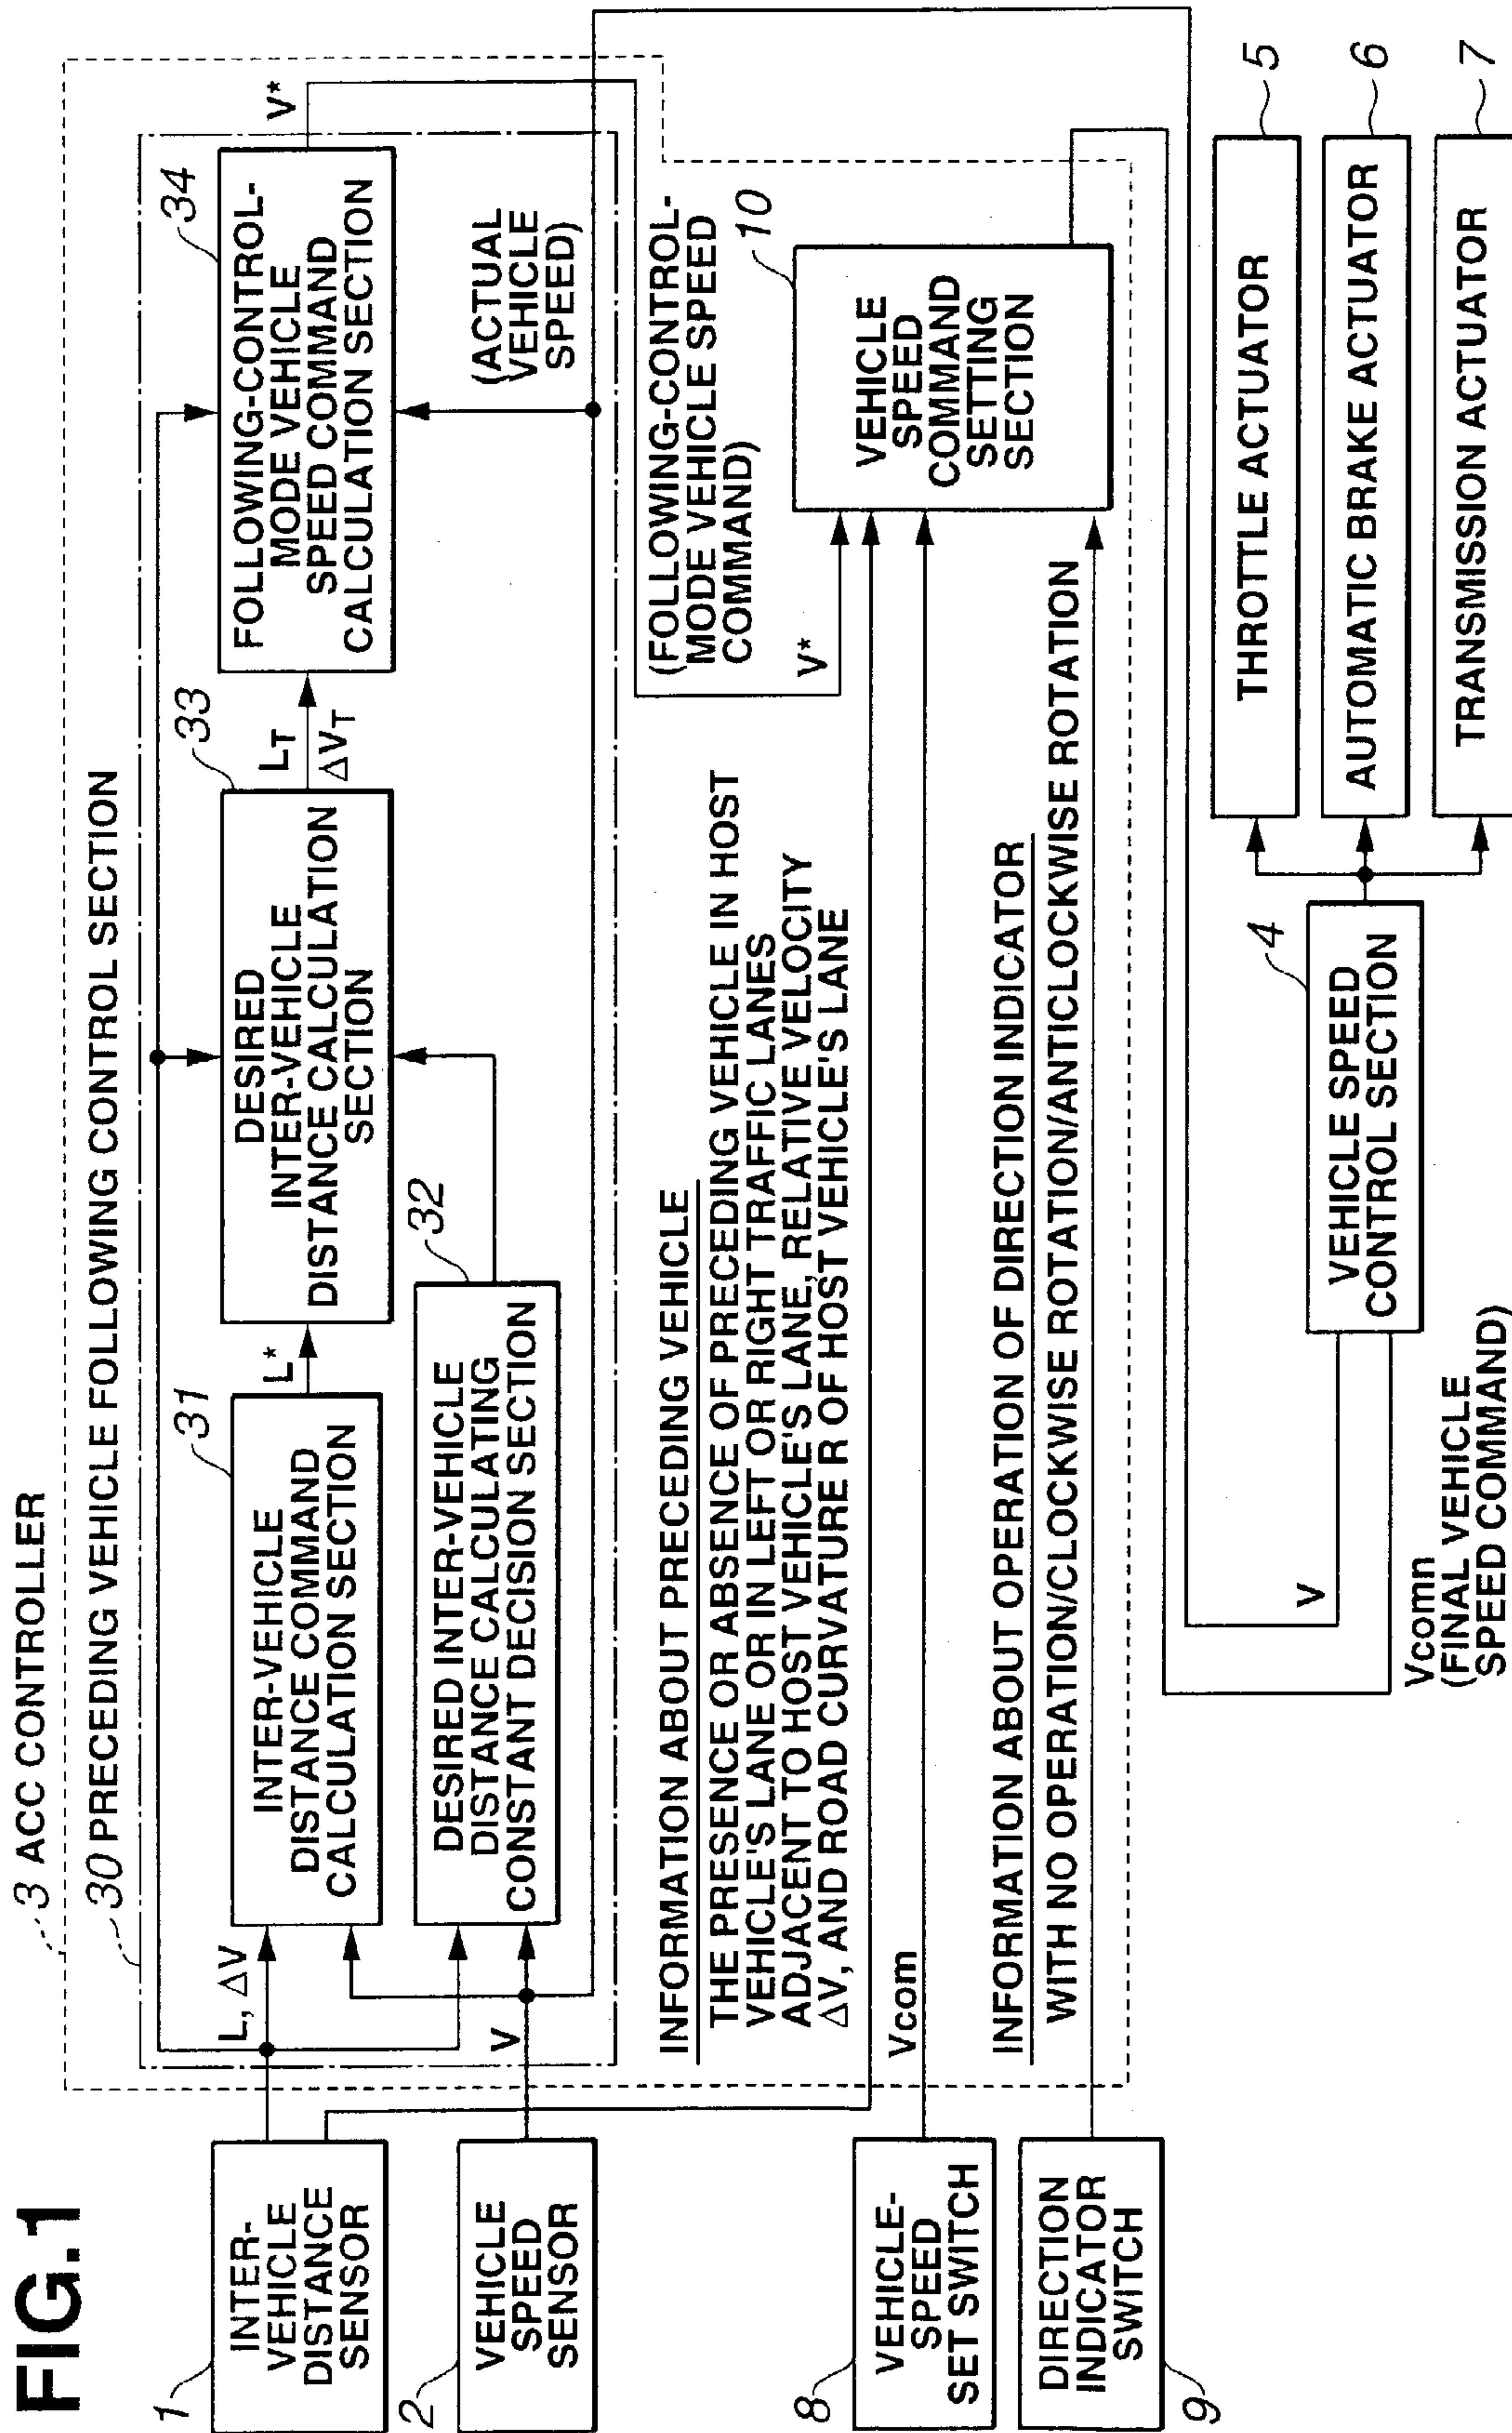 FIG.1
3 ACC CONTROLLER
30 PRECEDING VEHICLE FOLLOWING CONTROL SECTION
1
INTER-
VEHICLE
DISTANCE
SENSOR
2
VEHICLE
SPEED
SENSOR
8
VEHICLE-
SPEED
SET SWITCH
9
DIRECTION
INDICATOR
SWITCH
L, ΔV
V
31
INTER-VEHICLE
DISTANCE COMMAND
CALCULATION SECTION
L*
32
DESIRED INTER-VEHICLE
DISTANCE CALCULATING
CONSTANT DECISION SECTION
33
DESIRED
INTER-VEHICLE
DISTANCE CALCULATION
SECTION
LT
ΔVT
34
FOLLOWING-CONTROL-
MODE VEHICLE
SPEED COMMAND
CALCULATION SECTION
V*
(ACTUAL
VEHICLE
SPEED)
INFORMATION ABOUT PRECEDING VEHICLE
THE PRESENCE OR ABSENCE OF PRECEDING VEHICLE IN HOST
VEHICLE'S LANE OR IN LEFT OR RIGHT TRAFFIC LANES
ADJACENT TO HOST VEHICLE'S LANE, RELATIVE VELOCITY
ΔV, AND ROAD CURVATURE R OF HOST VEHICLE'S LANE
(FOLLOWING-CONTROL-
MODE VEHICLE SPEED
COMMAND)
V*
Vcom
INFORMATION ABOUT OPERATION OF DIRECTION INDICATOR
WITH NO OPERATION/CLOCKWISE ROTATION/ANTICLOCKWISE ROTATION
10
VEHICLE
SPEED
COMMAND
SETTING
SECTION
V
Vcomn
(FINAL VEHICLE
SPEED COMMAND)
4
VEHICLE SPEED
CONTROL SECTION
THROTTLE ACTUATOR
5
AUTOMATIC BRAKE ACTUATOR
6
TRANSMISSION ACTUATOR
7